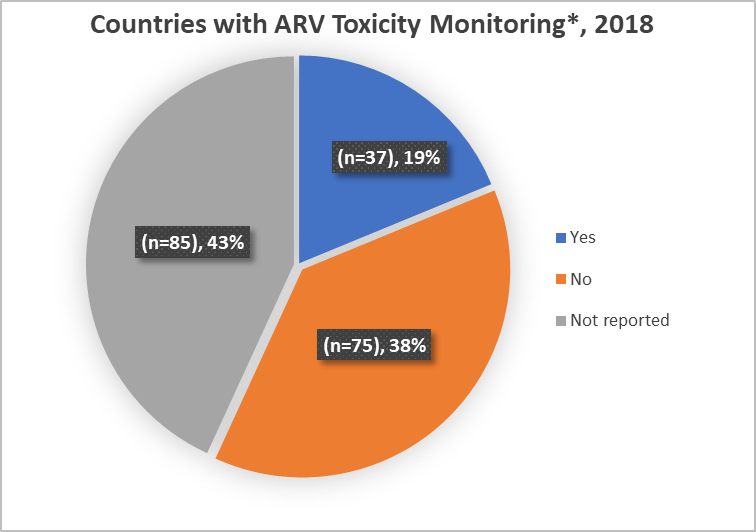 Countries with ARV Toxicity Monitoring*, 2018
(n=37), 19%
(n=85), 43%
Yes
No
Not reported
(n=75), 38%